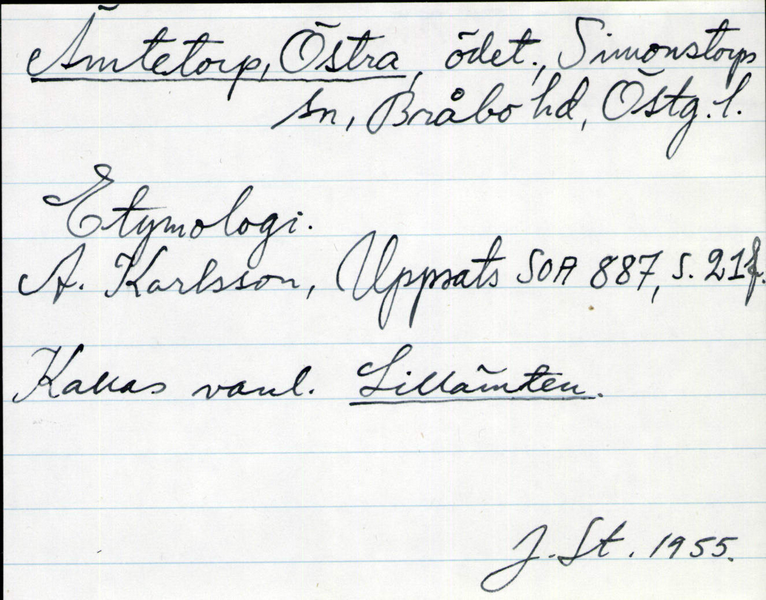 Ämtetorp, Östra, ödet., Simonstorps
sn, Bråbo hd, Östg. l.
Etymologi.
A. Karlsson, Uppsats SOA 887, s. 21f.
Kallas vanl. Lillämten.
J. St. 1955.